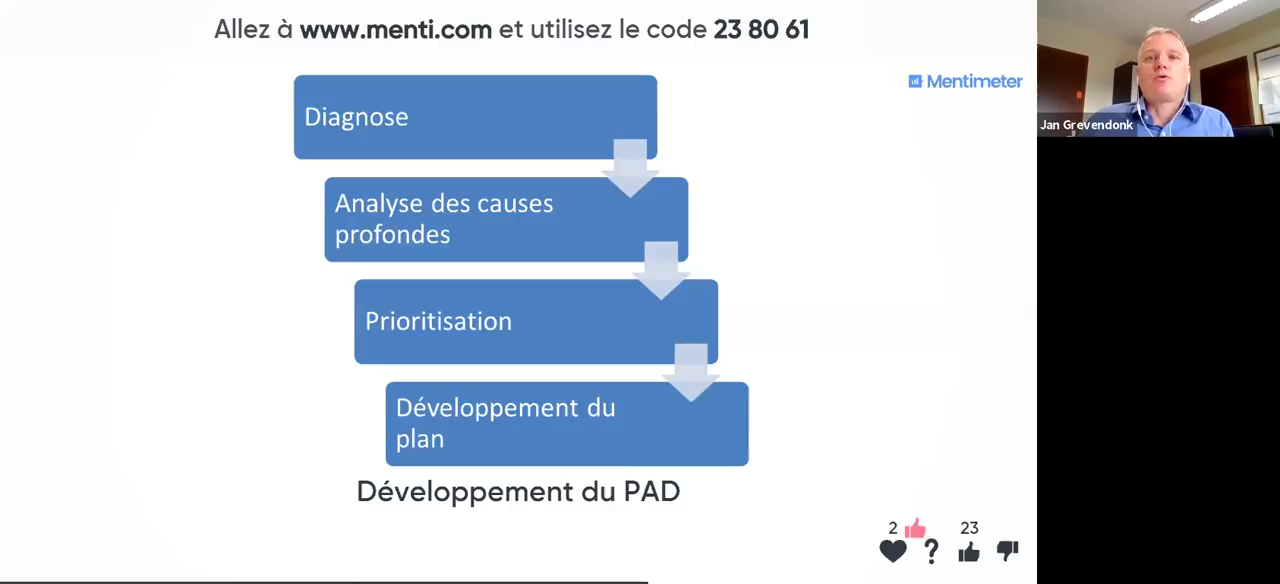 Allez à www.menti.com et utilisez le code 23 80 61
Mentimeter
Jan Grevendonk
Diagnose
Analyse des causes
profondes
Prioritisation
Développement du
plan
Développement du PAD
2
23
?